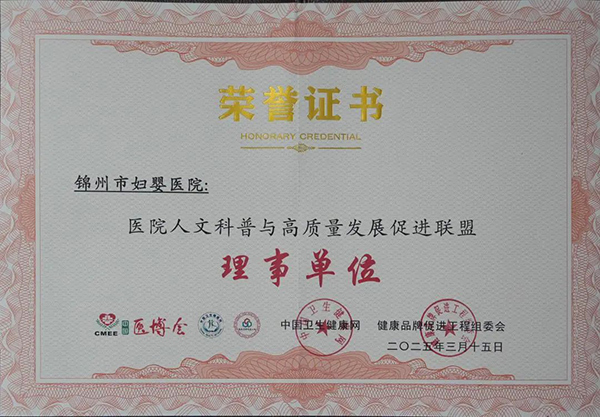 荣誉证书
HONORARY CREDENTIAL
锦州市妇婴医院:
医院人文科普与高质量发展促进联盟
理事单位
CMEE 中国医博会 中国卫生健康网 健康品牌促进工程组委会
二〇二五年三月十五日